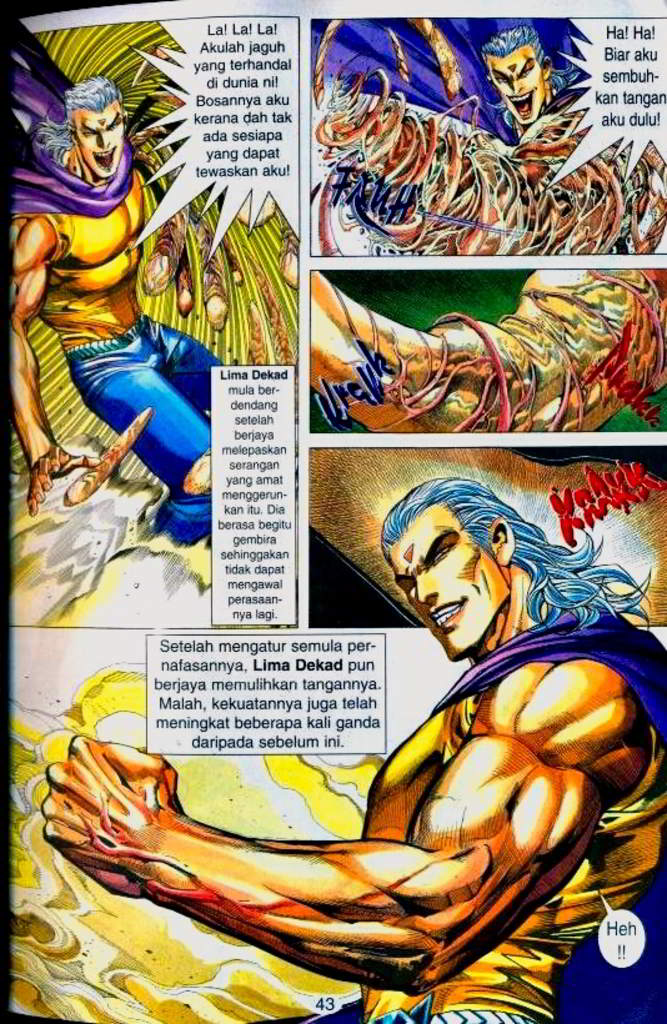 La! La! La!
Akulah jaguh
yang terhandal
di dunia ni!
Bosannya aku
kerana dah tak
ada sesiapa
yang dapat
tewaskan aku!
Ha! Ha!
Biar aku
sembuh-
kan tangan
aku dulu!
Lima Dekad
mula ber-
dendang
setelah
berjaya
melepaskan
serangan
yang amat
menggerun-
kan itu. Dia
berasa begitu
gembira
sehinggakan
tidak dapat
mengawal
perasaan-
nya lagi.
Setelah mengatur semula per-
nafasannya, Lima Dekad pun
berjaya memulihkan tangannya.
Malah, kekuatannya juga telah
meningkat beberapa kali ganda
daripada sebelum ini.
Heh
!!
43